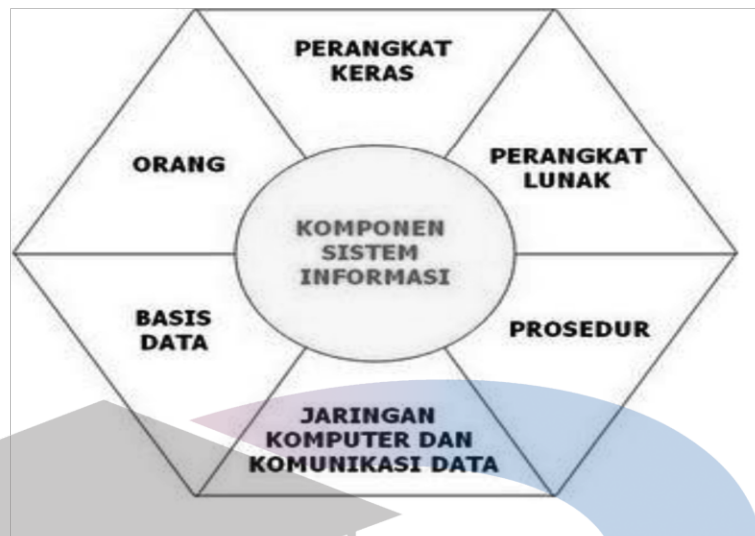 PERANGKAT
KERAS
ORANG
PERANGKAT
LUNAK
KOMPONEN
SISTEM
INFORMASI
BASIS
DATA
PROSEDUR
JARINGAN
KOMPUTER DAN
KOMUNIKASI DATA